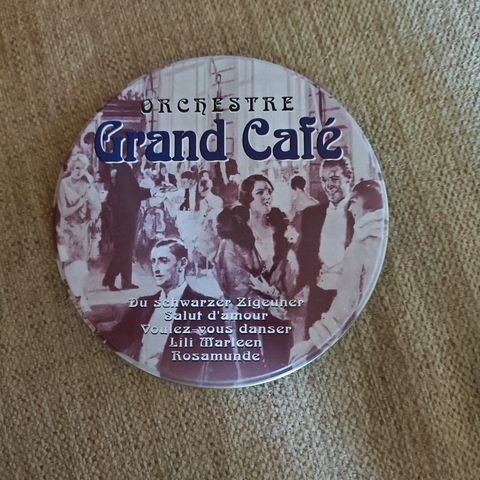 ORCHESTRE
Grand Café
Du schwarzer Zigeuner
Salut d'amour
Voulez-vous danser
Lili Marleen
Rosamunde